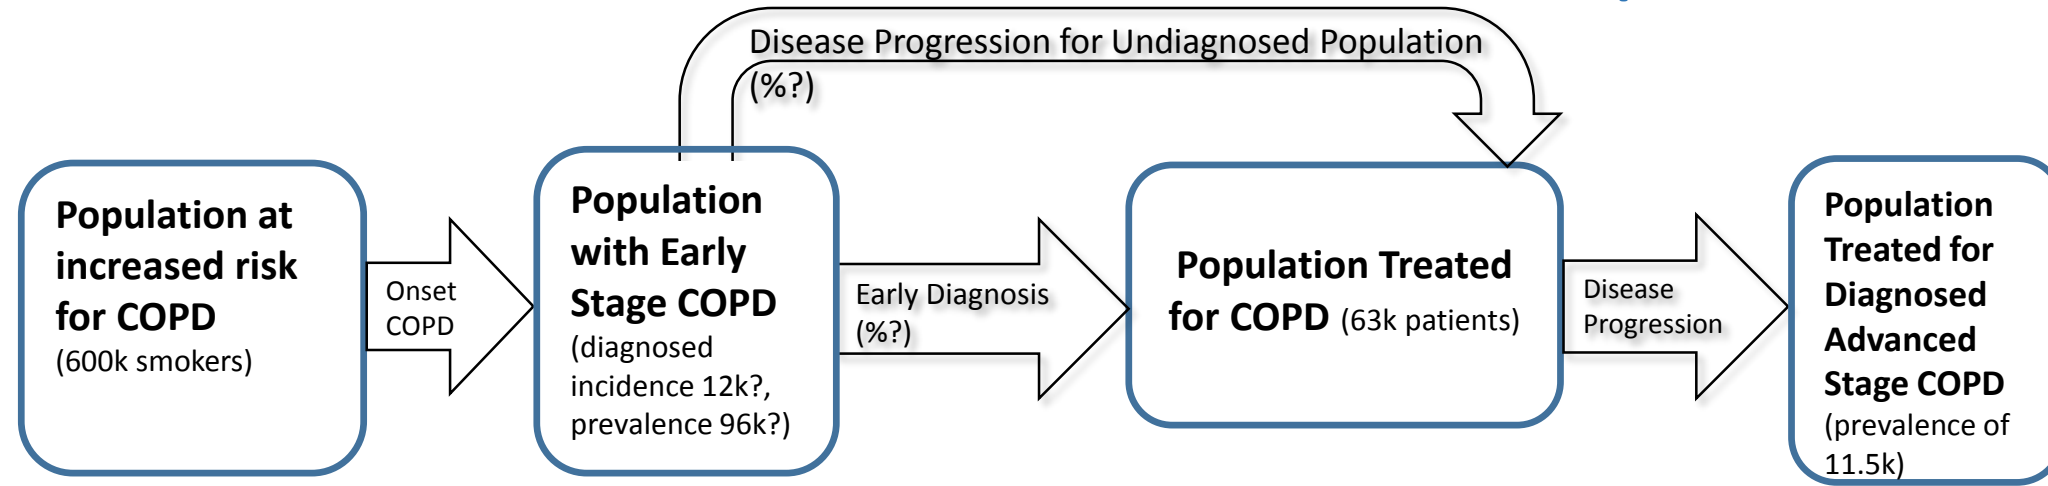 Disease Progression for Undiagnosed Population
(%?)
Population at
increased risk
for COPD
(600k smokers)
Onset
COPD
Population
with Early
Stage COPD
(diagnosed
incidence 12k?,
prevalence 96k?)
Early Diagnosis
(%?)
Population Treated
for COPD (63k patients)
Disease
Progression
Population
Treated for
Diagnosed
Advanced
Stage COPD
(prevalence of
11.5k)